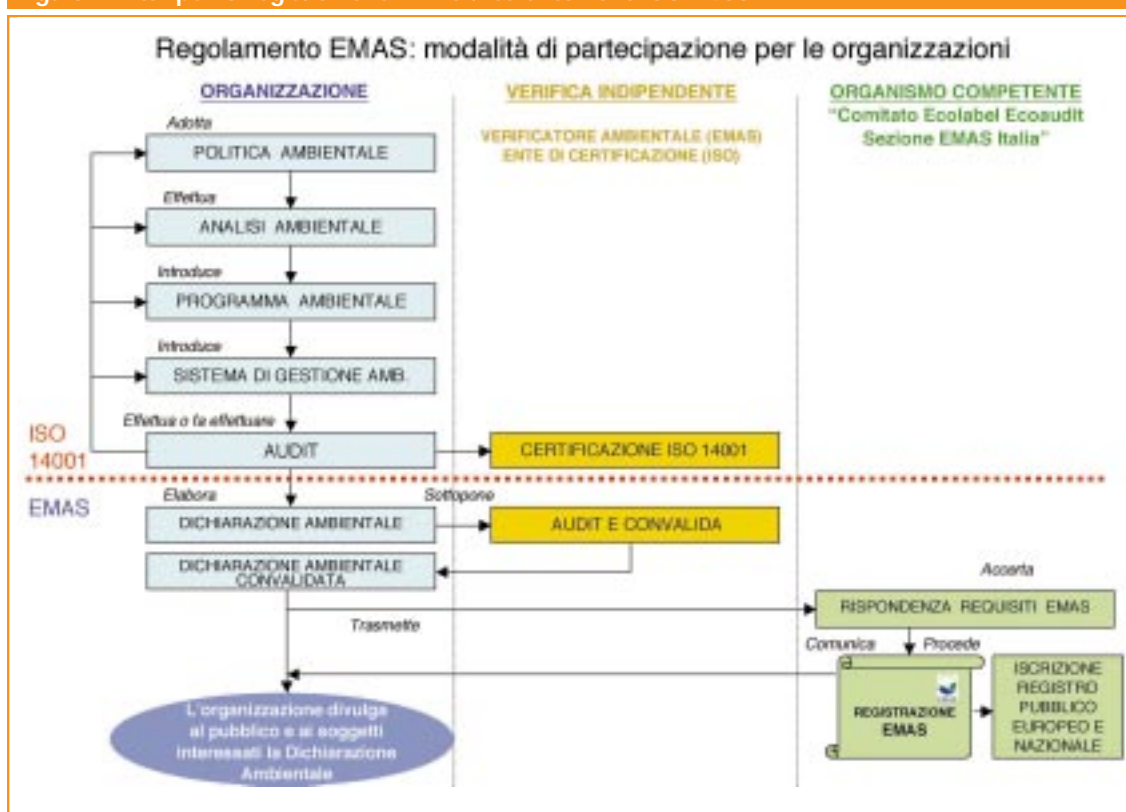 Regolamento EMAS: modalità di partecipazione per le organizzazioni
ORGANIZZAZIONE
VERIFICA INDIPENDENTE
VERIFICATORE AMBIENTALE (EMAS)
ENTE DI CERTIFICAZIONE (ISO)
ORGANISMO COMPETENTE
"Comitato Ecolabel Ecoaudit
Sezione EMAS Italia"
Adotta
POLITICA AMBIENTALE
Effettua
ANALISI AMBIENTALE
Introduce
PROGRAMMA AMBIENTALE
Introduce
SISTEMA DI GESTIONE AMB.
Effettua o fa effettuare
ISO
14001
AUDIT
CERTIFICAZIONE ISO 14001
EMAS
Elabora
Sottopone
DICHIARAZIONE AMBIENTALE
AUDIT E CONVALIDA
DICHIARAZIONE AMBIENTALE
CONVALIDATA
Accerta
RISPONDENZA REQUISITI EMAS
Trasmette
Comunica
Procede
REGISTRAZIONE
EMAS
ISCRIZIONE
REGISTRO
PUBBLICO
EUROPEO E
NAZIONALE
L'organizzazione divulga
al pubblico e ai soggetti
interessati la Dichiarazione
Ambientale